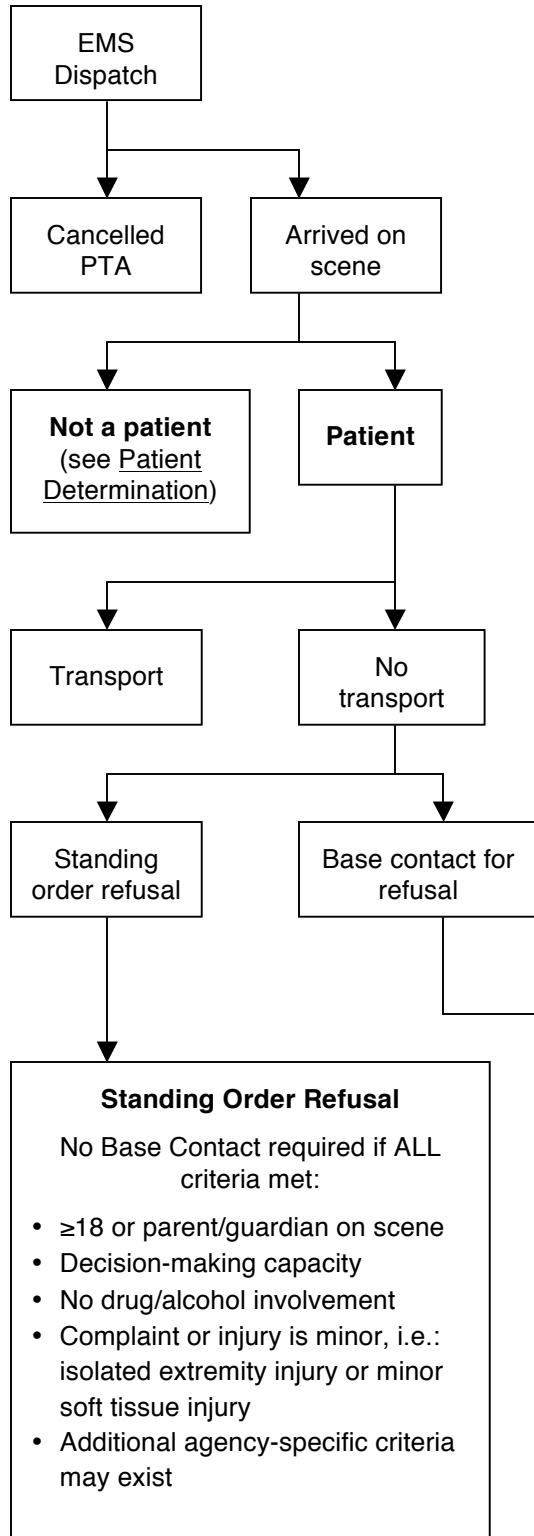 EMS
Dispatch
Cancelled
PTA
Arrived on
scene
Not a patient
(see Patient
Determination)
Patient
Transport
No
transport
Standing
order refusal
Base contact for
refusal
Standing Order Refusal
No Base Contact required if ALL
criteria met:
• ≥18 or parent/guardian on scene
• Decision-making capacity
• No drug/alcohol involvement
• Complaint or injury is minor, i.e.:
isolated extremity injury or minor
soft tissue injury
• Additional agency-specific criteria
may exist